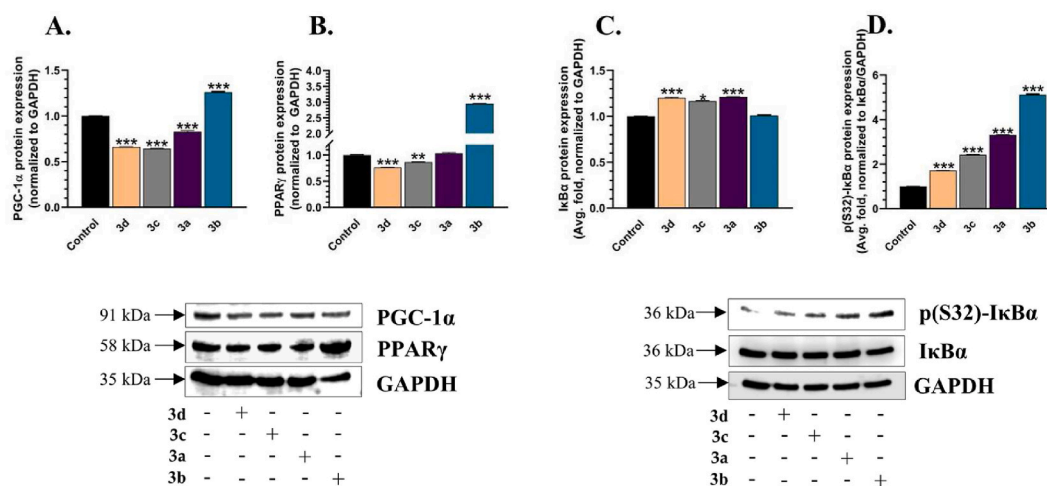 A.
PGC-1α protein expression
(normalized to GAPDH)
1.5
1.0
0.5
0.0
***
***
***
***
Control
3d
3c
3a
3b
B.
PPARγ protein expression
(normalized to GAPDH)
4.0
3.5
3.0
2.5
2.0
1.0
0.5
0.0
***
**
***
Control
3d
3c
3a
3b
C.
IκBα protein expression
(Avg. fold, normalized to GAPDH)
1.5
1.0
0.5
0.0
***
*
***
Control
3d
3c
3a
3b
D.
p(S32)-IκBα protein expression
(Avg. fold, normalized to IκBα/GAPDH)
6
4
2
0
***
***
***
***
Control
3d
3c
3a
3b
91 kDa PGC-1α
58 kDa PPARγ
35 kDa GAPDH
3d - + - - -
3c - - + - -
3a - - - + -
3b - - - - +
36 kDa p(S32)-IκBα
36 kDa IκBα
35 kDa GAPDH
3d - + - - -
3c - - + - -
3a - - - + -
3b - - - - +